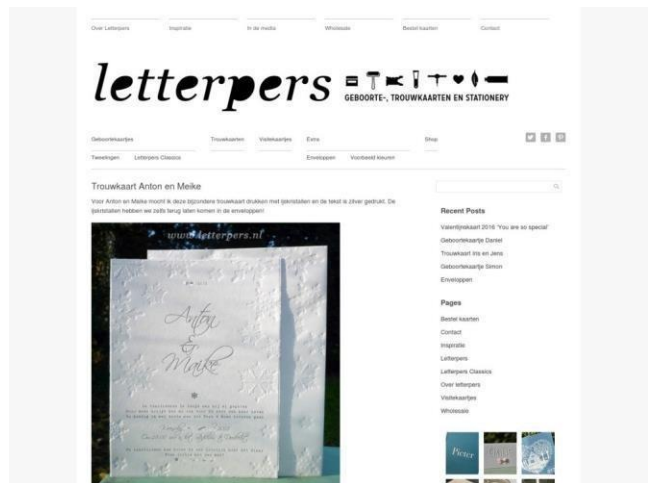 Over Letterpers Inspiratie In de media Wholesale Bestel kaarten Contact
letterpers
GEBOORTE-, TROUWKAARTEN EN STATIONERY
Geboortekaartjes Trouwkaarten Visitekaartjes Extra Shop
Tweelingen Letterpers Classics Enveloppen Voorbeeld kleuren
Trouwkaart Anton en Meike
Voor Anton en Meike mocht ik deze bijzondere trouwkaart drukken met ijskristallen en de tekst is zilver gedrukt. De
ijskristallen hebben we zelfs terug laten komen in de enveloppen!
www.letterpers.nl
Anton
&
Maike
Recent Posts
Valentijnskaart 2016 'You are so special'
Geboortekaartje Daniel
Trouwkaart Iris en Jens
Geboortekaartje Simon
Enveloppen
Pages
Bestel kaarten
Contact
Inspiratie
Letterpers
Letterpers Classics
Over letterpers
Visitekaartjes
Wholesale
Pieter